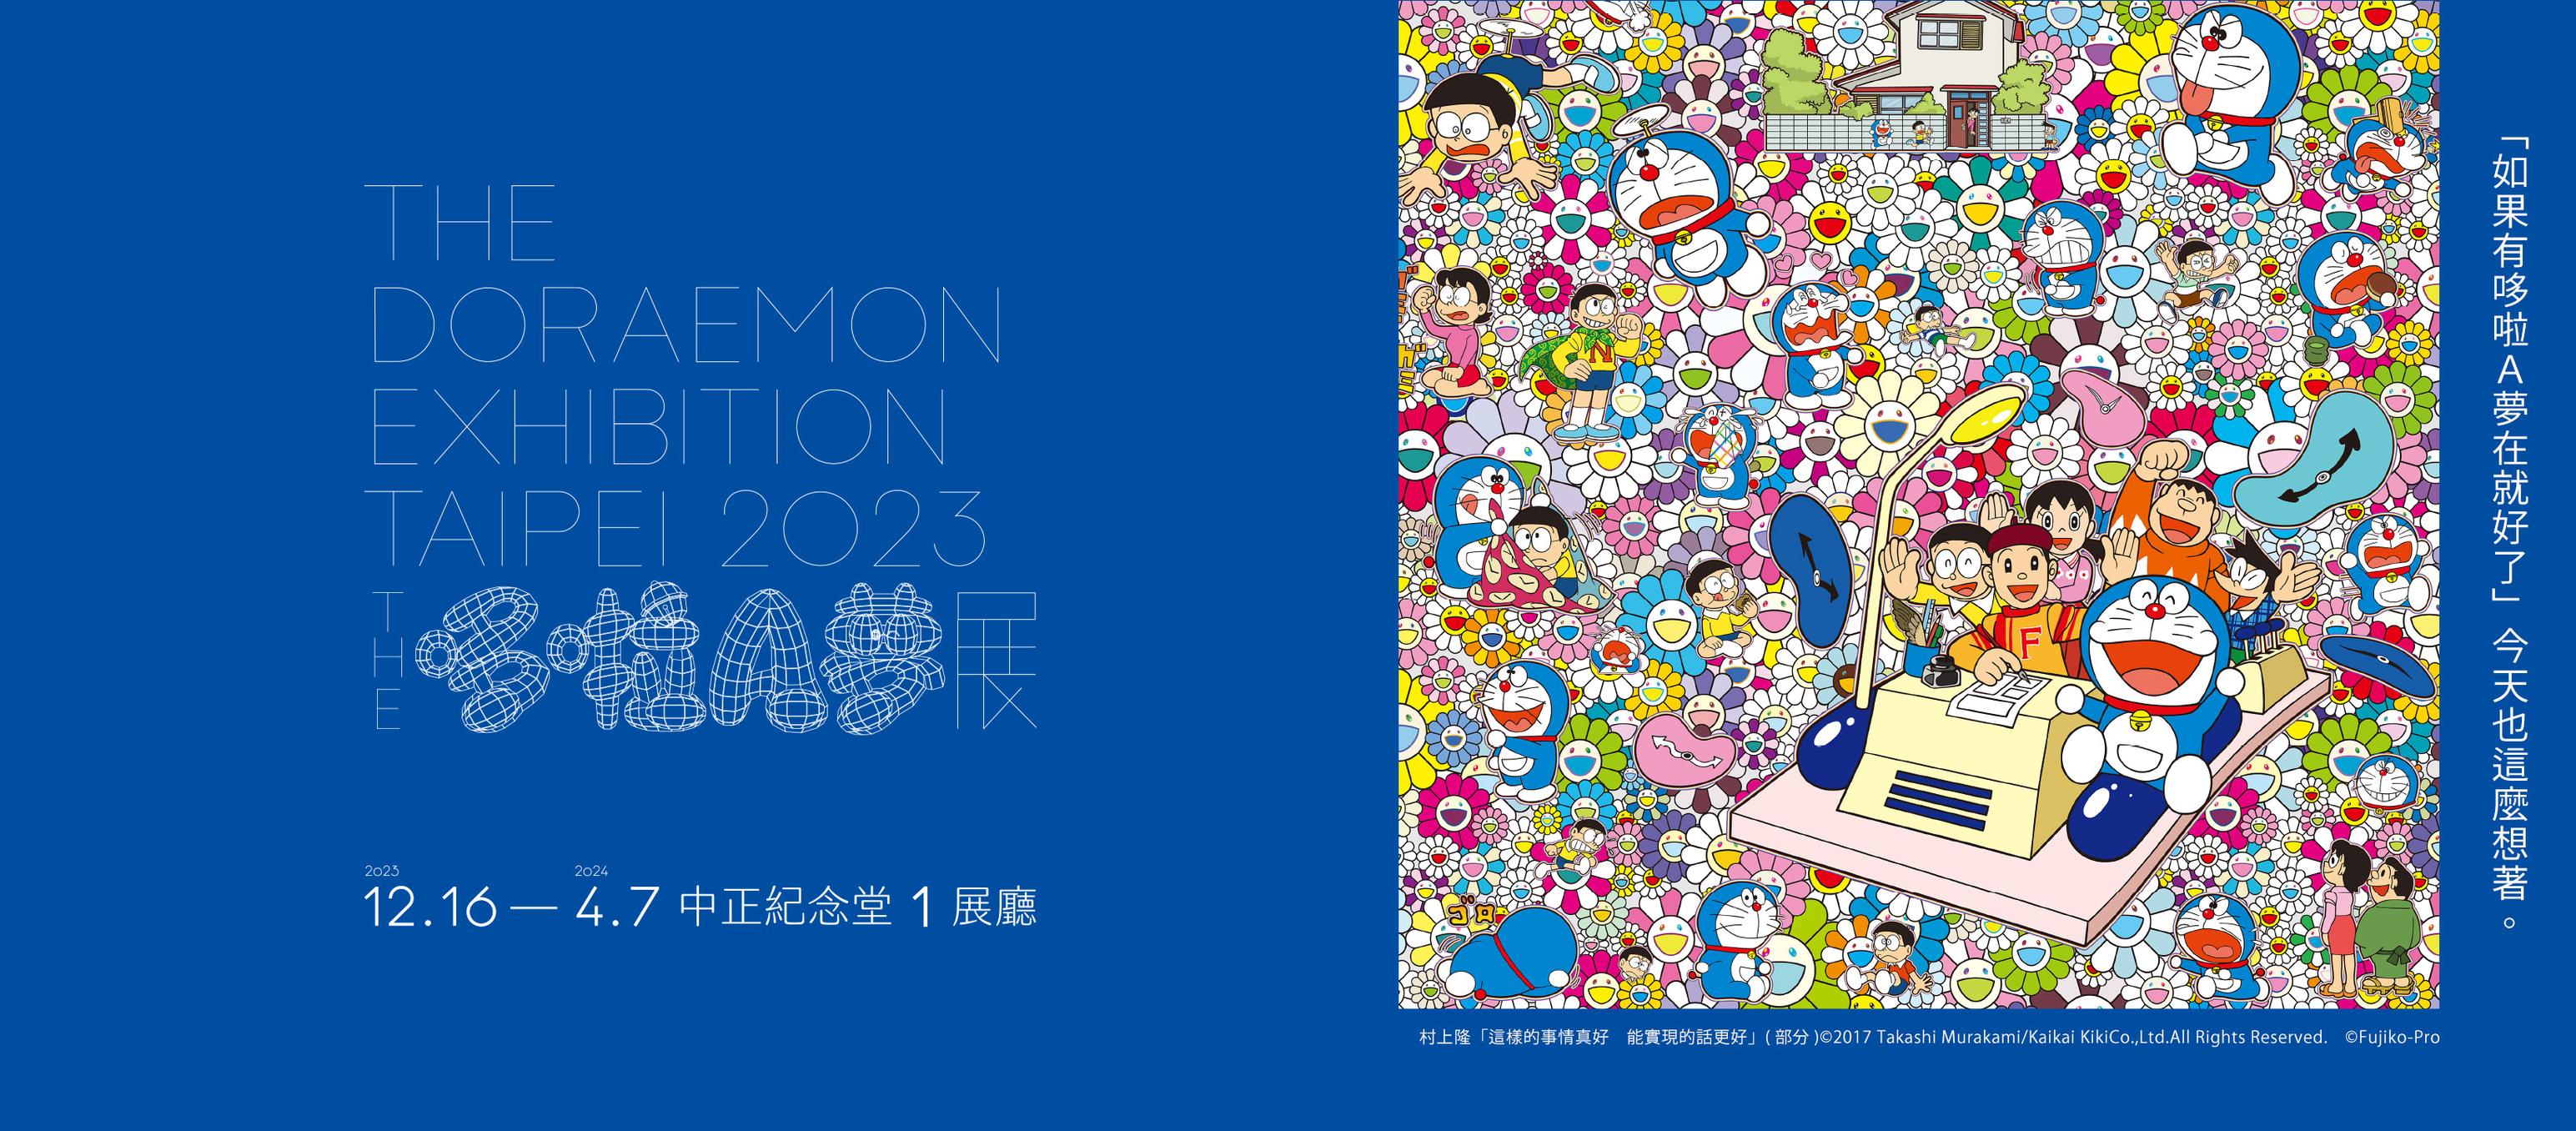 THE
DORAEMON
EXHIBITION
TAIPEI 2023
THE 哆啦A夢展
2023 2024
12.16 — 4.7 中正紀念堂 1 展廳
N
F
ゴロ
「如果有哆啦A夢在就好了」今天也這麼想著。
村上隆「這樣的事情真好　能實現的話更好」( 部分 )©2017 Takashi Murakami/Kaikai KikiCo.,Ltd.All Rights Reserved.　©Fujiko-Pro